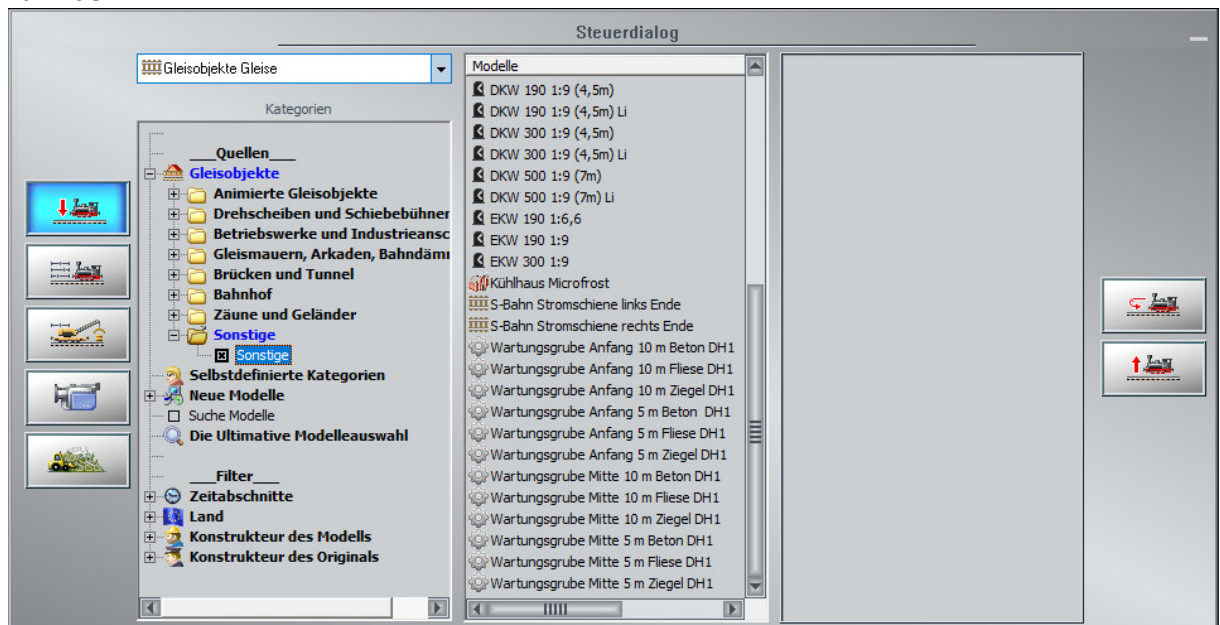 Steuerdialog
Gleisobjekte Gleise
Kategorien
___Quellen___
Gleisobjekte
Animierte Gleisobjekte
Drehscheiben und Schiebebühnen
Betriebswerke und Industrieansc
Gleismauern, Arkaden, Bahndäm
Brücken und Tunnel
Bahnhof
Zäune und Geländer
Sonstige
Sonstige
Selbstdefinierte Kategorien
Neue Modelle
Suche Modelle
Die Ultimative Modelleauswahl
___Filter___
Zeitabschnitte
Land
Konstrukteur des Modells
Konstrukteur des Originals
Modelle
DKW 190 1:9 (4,5m)
DKW 190 1:9 (4,5m) Li
DKW 300 1:9 (4,5m)
DKW 300 1:9 (4,5m) Li
DKW 500 1:9 (7m)
DKW 500 1:9 (7m) Li
EKW 190 1:6,6
EKW 190 1:9
EKW 300 1:9
Kühlhaus Microfrost
S-Bahn Stromschiene links Ende
S-Bahn Stromschiene rechts Ende
Wartungsgrube Anfang 10 m Beton DH1
Wartungsgrube Anfang 10 m Fliese DH1
Wartungsgrube Anfang 10 m Ziegel DH1
Wartungsgrube Anfang 5 m Beton  DH1
Wartungsgrube Anfang 5 m Fliese DH1
Wartungsgrube Anfang 5 m Ziegel DH1
Wartungsgrube Mitte 10 m Beton DH1
Wartungsgrube Mitte 10 m Fliese DH1
Wartungsgrube Mitte 10 m Ziegel DH1
Wartungsgrube Mitte 5 m Beton DH1
Wartungsgrube Mitte 5 m Fliese DH1
Wartungsgrube Mitte 5 m Ziegel DH1